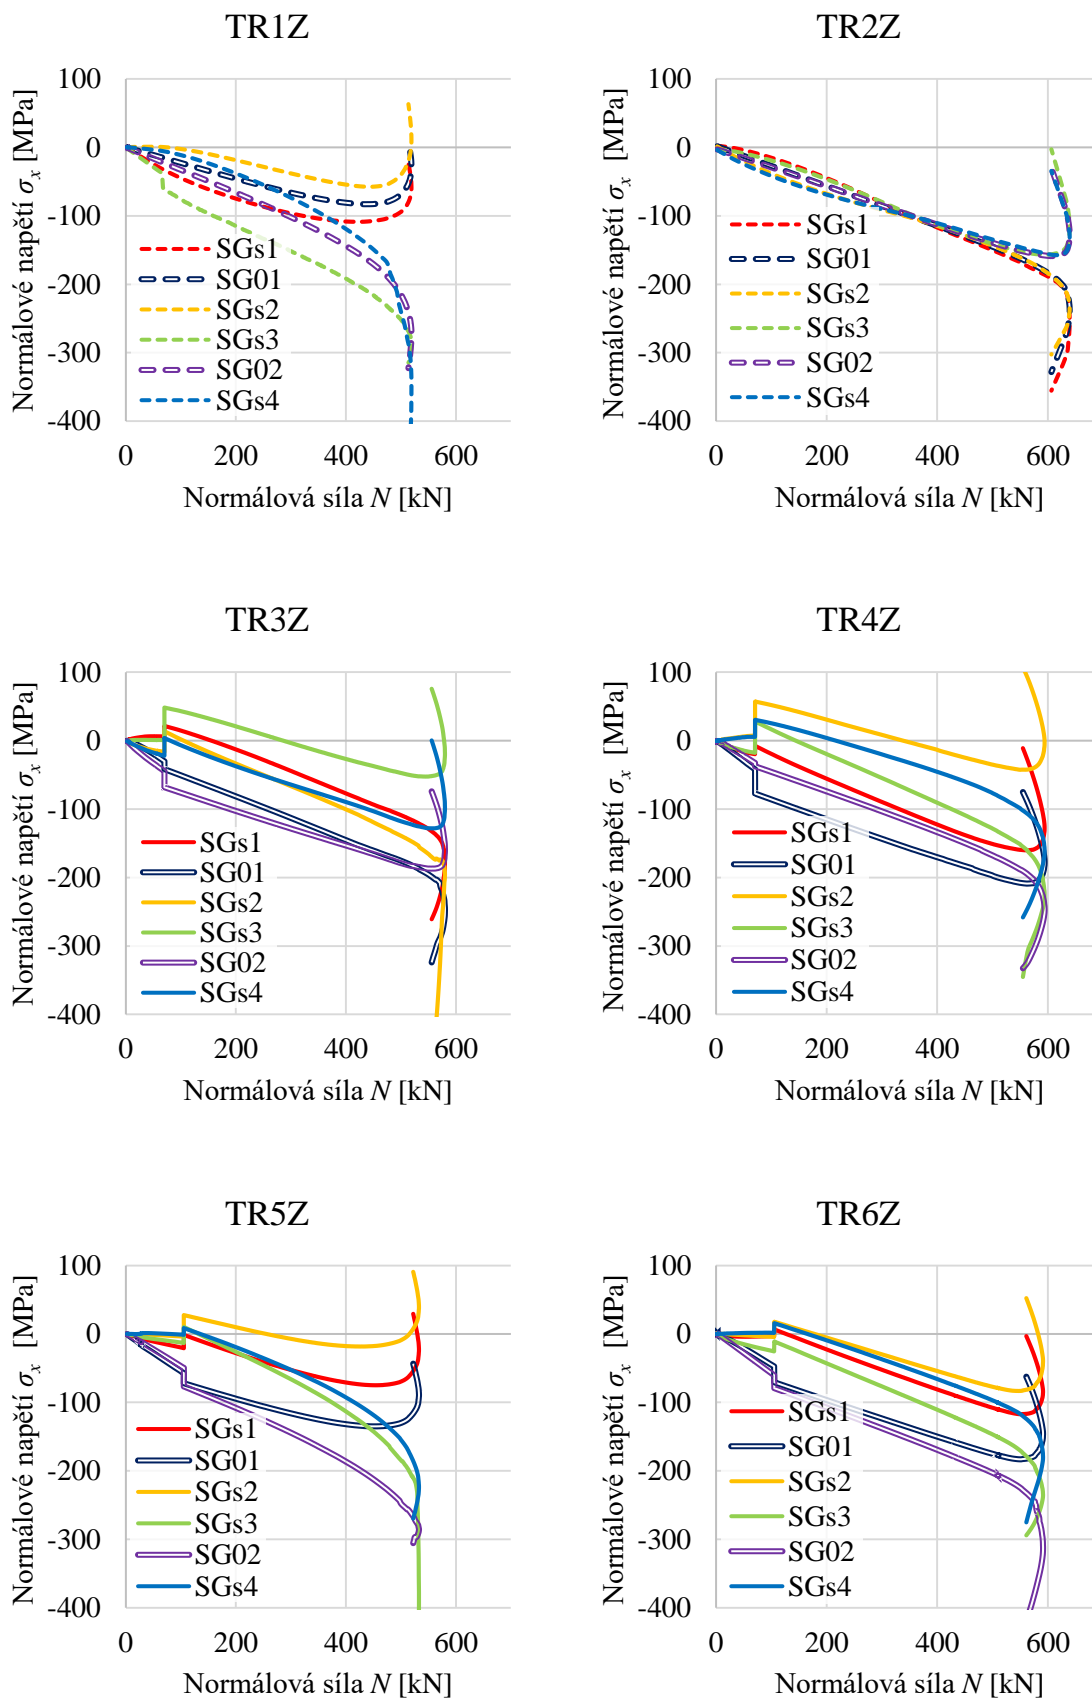 TR1Z
Normálové napětí σx [MPa]
100
0
-100
-200
-300
-400
SGs1
SG01
SGs2
SGs3
SG02
SGs4
0 200 400 600
Normálová síla N [kN]
TR2Z
Normálové napětí σx [MPa]
100
0
-100
-200
-300
-400
SGs1
SG01
SGs2
SGs3
SG02
SGs4
0 200 400 600
Normálová síla N [kN]
TR3Z
Normálové napětí σx [MPa]
100
0
-100
-200
-300
-400
SGs1
SG01
SGs2
SGs3
SG02
SGs4
0 200 400 600
Normálová síla N [kN]
TR4Z
Normálové napětí σx [MPa]
100
0
-100
-200
-300
-400
SGs1
SG01
SGs2
SGs3
SG02
SGs4
0 200 400 600
Normálová síla N [kN]
TR5Z
Normálové napětí σx [MPa]
100
0
-100
-200
-300
-400
SGs1
SG01
SGs2
SGs3
SG02
SGs4
0 200 400 600
Normálová síla N [kN]
TR6Z
Normálové napětí σx [MPa]
100
0
-100
-200
-300
-400
SGs1
SG01
SGs2
SGs3
SG02
SGs4
0 200 400 600
Normálová síla N [kN]